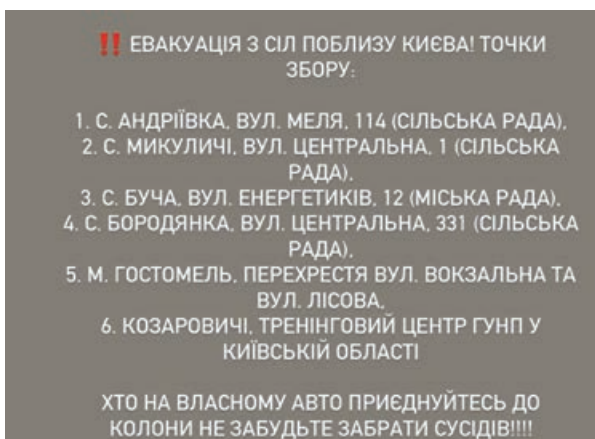 ‼️ ЕВАКУАЦІЯ З СІЛ ПОБЛИЗУ КИЄВА! ТОЧКИ
ЗБОРУ:
1. С. АНДРІЇВКА, ВУЛ. МЕЛЯ, 114 (СІЛЬСЬКА РАДА),
2. С. МИКУЛИЧІ, ВУЛ. ЦЕНТРАЛЬНА, 1 (СІЛЬСЬКА
РАДА),
3. С. БУЧА, ВУЛ. ЕНЕРГЕТИКІВ, 12 (МІСЬКА РАДА),
4. С. БОРОДЯНКА, ВУЛ. ЦЕНТРАЛЬНА, 331 (СІЛЬСЬКА
РАДА),
5. М. ГОСТОМЕЛЬ, ПЕРЕХРЕСТЯ ВУЛ. ВОКЗАЛЬНА ТА
ВУЛ. ЛІСОВА,
6. КОЗАРОВИЧІ, ТРЕНІНГОВИЙ ЦЕНТР ГУНП У
КИЇВСЬКІЙ ОБЛАСТІ
ХТО НА ВЛАСНОМУ АВТО ПРИЄДНУЙТЕСЬ ДО
КОЛОНИ НЕ ЗАБУДЬТЕ ЗАБРАТИ СУСІДІВ!!!!